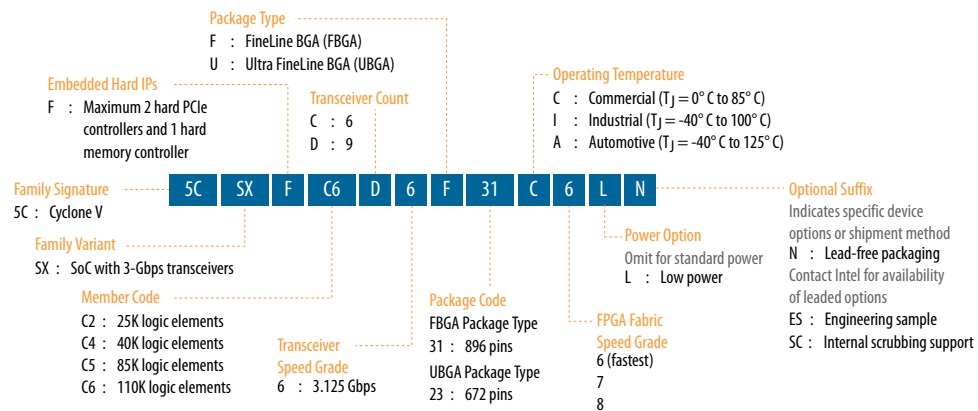 Package Type
F : FineLine BGA (FBGA)
U : Ultra FineLine BGA (UBGA)
Embedded Hard IPs
F : Maximum 2 hard PCIe
controllers and 1 hard
memory controller
Transceiver Count
C : 6
D : 9
Operating Temperature
C : Commercial (TJ = 0° C to 85° C)
I : Industrial (TJ = -40° C to 100° C)
A : Automotive (TJ = -40° C to 125° C)
5C SX F C6 D 6 F 31 C 6 L N
Family Signature
5C : Cyclone V
Family Variant
SX : SoC with 3-Gbps transceivers
Member Code
C2 : 25K logic elements
C4 : 40K logic elements
C5 : 85K logic elements
C6 : 110K logic elements
Transceiver
Speed Grade
6 : 3.125 Gbps
Package Code
FBGA Package Type
31 : 896 pins
UBGA Package Type
23 : 672 pins
FPGA Fabric
Speed Grade
6 (fastest)
7
8
Power Option
Omit for standard power
L : Low power
Optional Suffix
Indicates specific device
options or shipment method
N : Lead-free packaging
Contact Intel for availability
of leaded options
ES : Engineering sample
SC : Internal scrubbing support